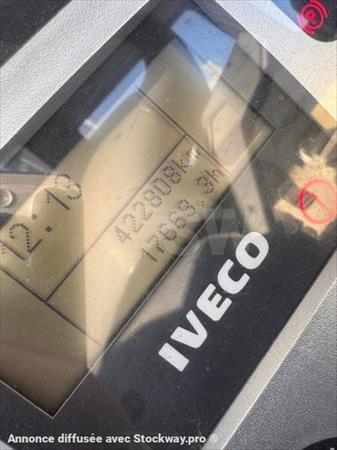 12:13
422808km
17669.3h
IVECO
Annonce diffusée avec Stockway.pro ®